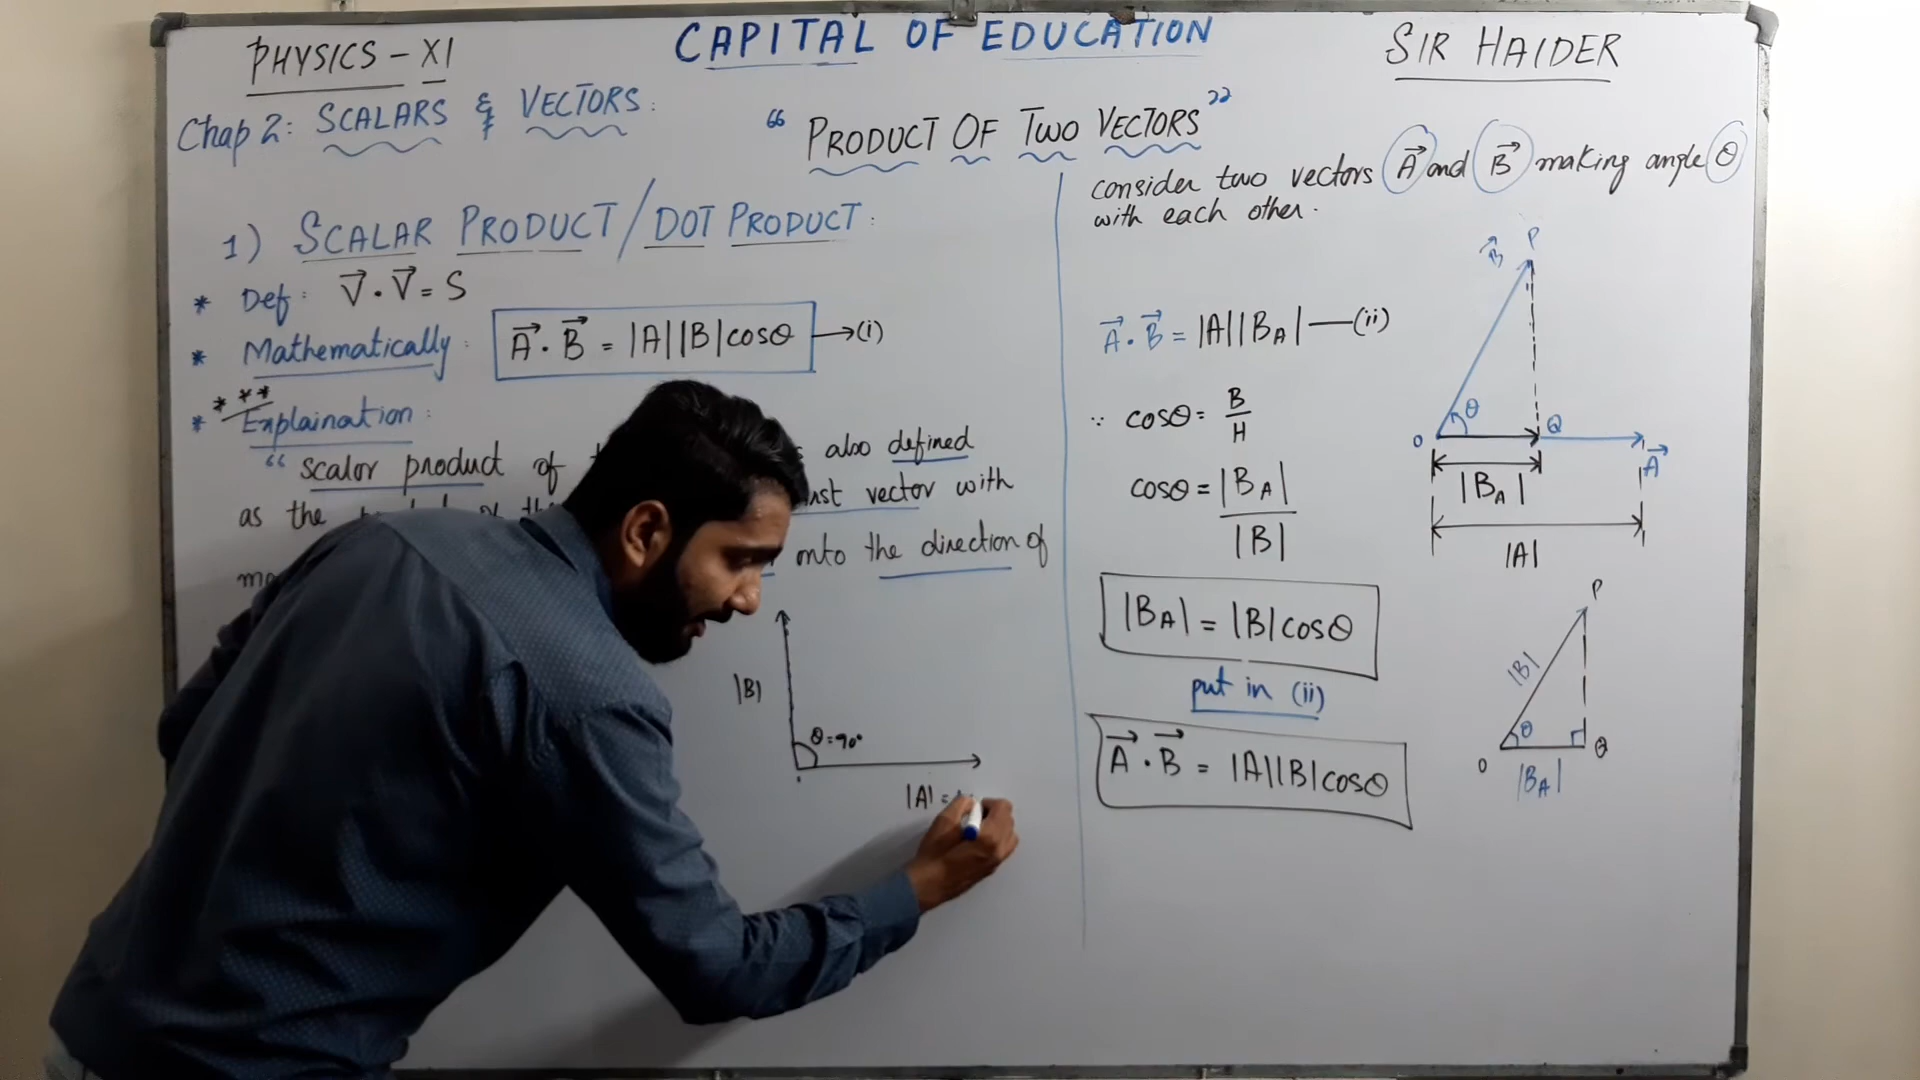 PHYSICS - XI
CAPITAL OF EDUCATION
SIR HAIDER
Chap 2: SCALARS & VECTORS:
“PRODUCT OF TWO VECTORS”
1) SCALAR PRODUCT / DOT PRODUCT:
* Def: V⃗ . V⃗ = S
* Mathematically: A⃗ . B⃗ = |A||B|cosθ →(i)
* * *
* Explaination:
“ scalor product of also defined
as the vector with
onto the direction of
|B|
θ=90°
|A| =
consider two vectors A⃗ and B⃗ making angle θ
with each other.
A⃗ . B⃗ = |A||B_A| —(ii)
∵ cosθ = B/H
cosθ = |B_A|/|B|
|B_A| = |B|cosθ
put in (ii)
A⃗ . B⃗ = |A||B|cosθ
B⃗ P
θ
O Q A⃗
|B_A|
|A|
P
|B|
θ
O Q
|B_A|